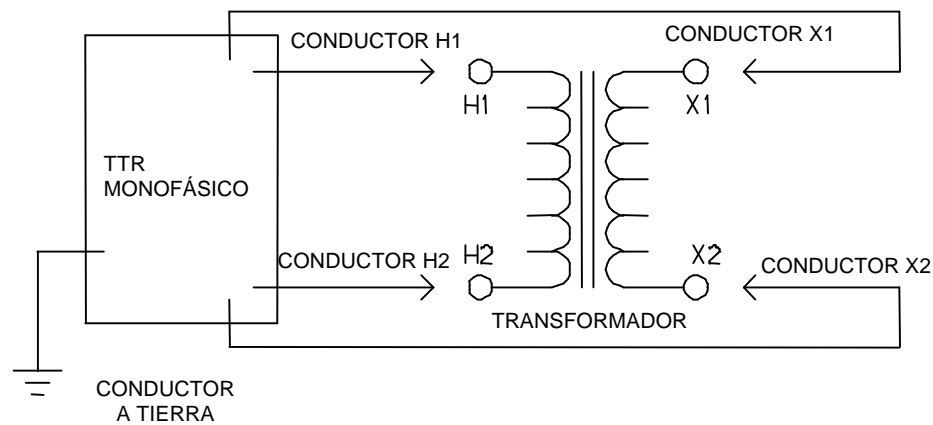 CONDUCTOR H1
CONDUCTOR X1
H1
X1
TTR
MONOFÁSICO
H2
X2
CONDUCTOR H2
CONDUCTOR X2
TRANSFORMADOR
CONDUCTOR
A TIERRA